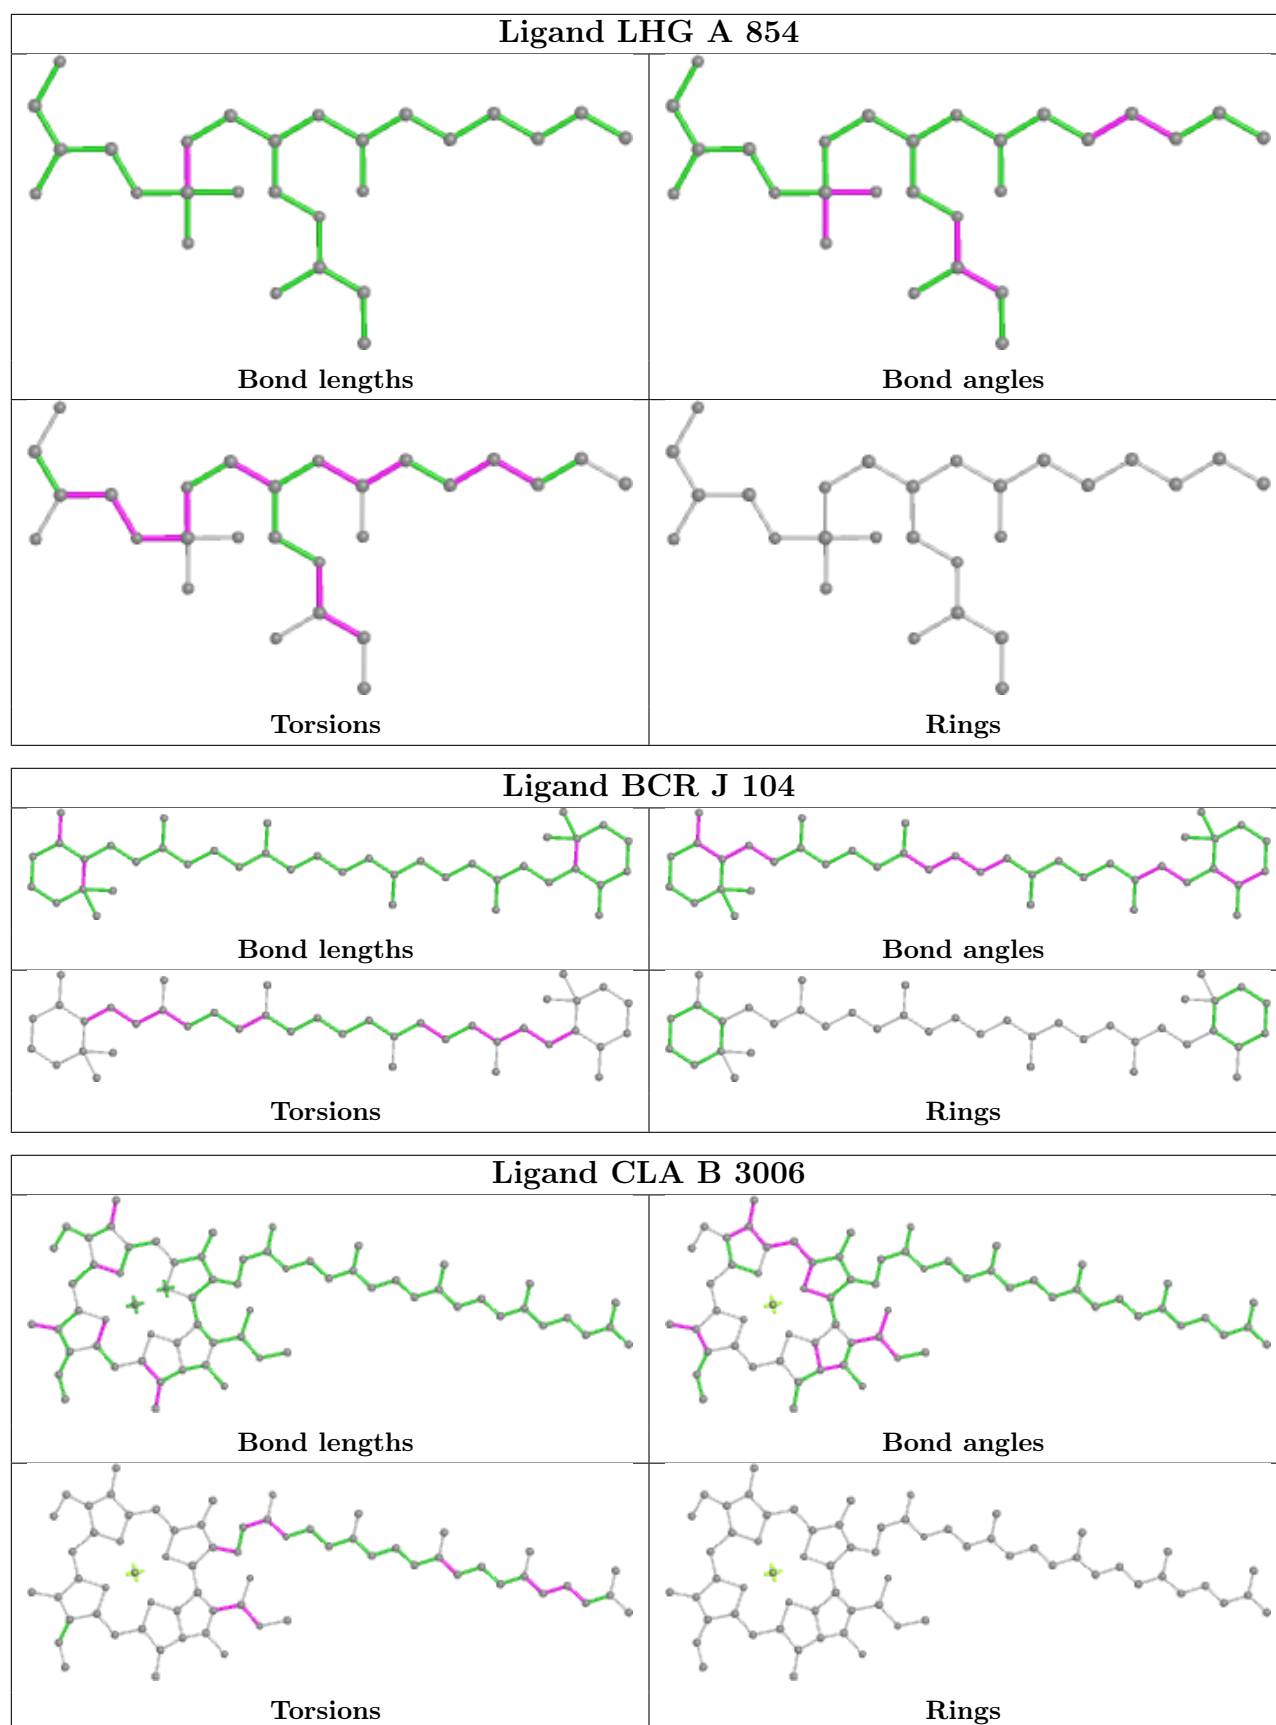 Ligand LHG A 854
Bond lengths
Bond angles
Torsions
Rings
Ligand BCR J 104
Bond lengths
Bond angles
Torsions
Rings
Ligand CLA B 3006
Bond lengths
Bond angles
Torsions
Rings